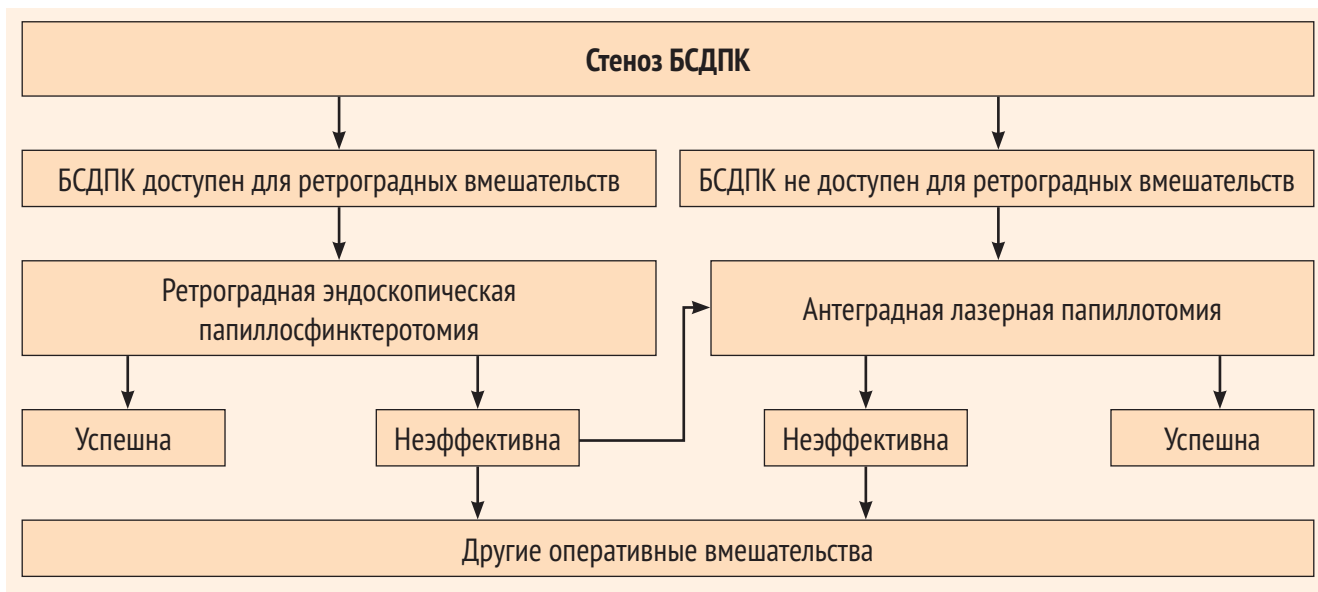 Стеноз БСДПК
БСДПК доступен для ретроградных вмешательств
БСДПК не доступен для ретроградных вмешательств
Ретроградная эндоскопическая
папиллосфинктеротомия
Антеградная лазерная папиллотомия
Успешна
Неэффективна
Неэффективна
Успешна
Другие оперативные вмешательства